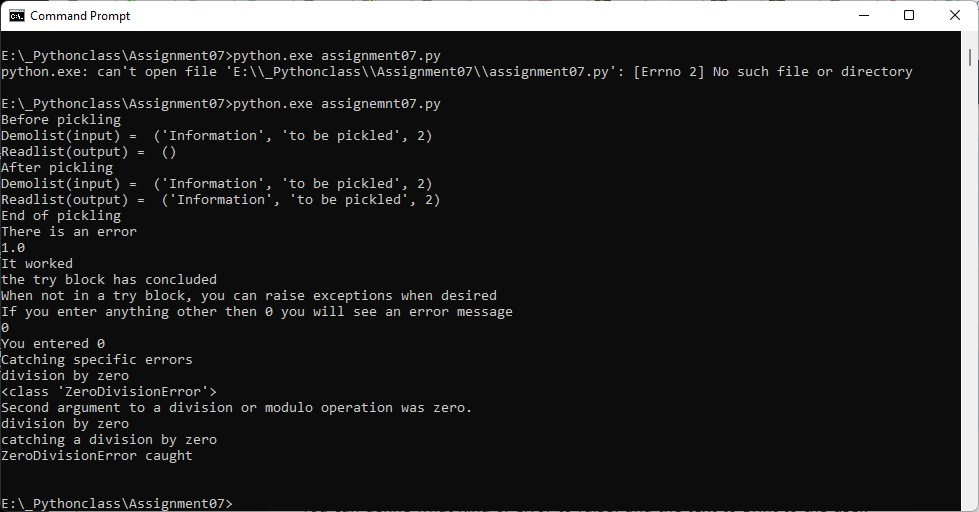 Command Prompt
E:\_Pythonclass\Assignment07>python.exe assignment07.py
python.exe: can't open file 'E:\\_Pythonclass\\Assignment07\\assignment07.py': [Errno 2] No such file or directory
E:\_Pythonclass\Assignment07>python.exe assignemnt07.py
Before pickling
Demolist(input) =  ('Information', 'to be pickled', 2)
Readlist(output) =  ()
After pickling
Demolist(input) =  ('Information', 'to be pickled', 2)
Readlist(output) =  ('Information', 'to be pickled', 2)
End of pickling
There is an error
1.0
It worked
the try block has concluded
When not in a try block, you can raise exceptions when desired
If you enter anything other then 0 you will see an error message
0
You entered 0
Catching specific errors
division by zero
<class 'ZeroDivisionError'>
Second argument to a division or modulo operation was zero.
division by zero
catching a division by zero
ZeroDivisionError caught
E:\_Pythonclass\Assignment07>